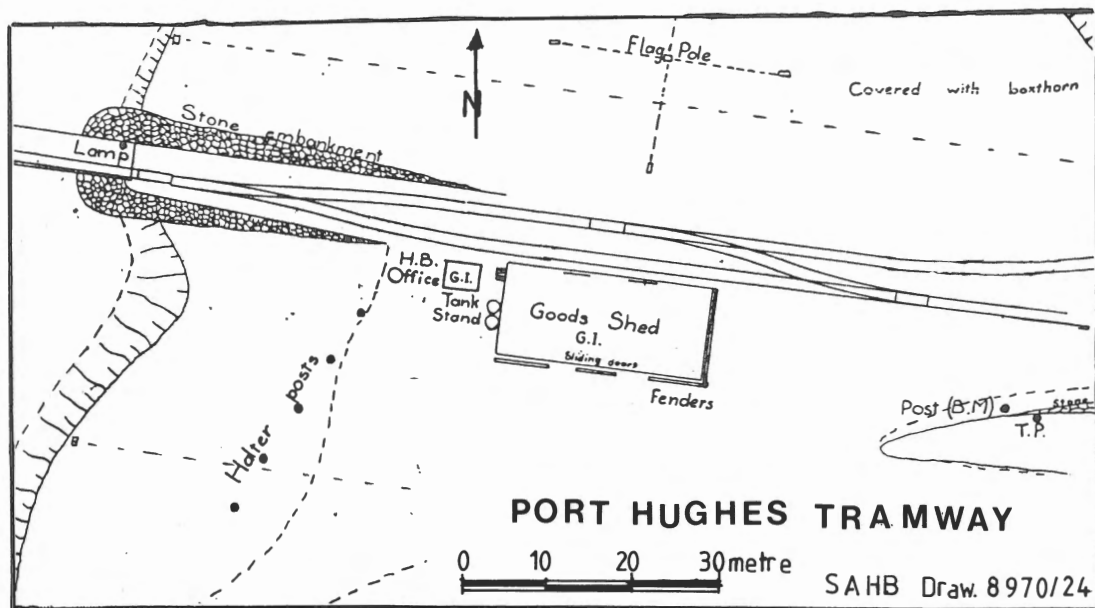 Flag Pole
N
Covered with boxthorn
Stone embankment
Lamp
H.B.
Office
G.I.
Tank
Stand
Goods Shed
G.I.
Sliding doors
Fenders
Halter posts
Post (B.M)
Stone
T.P.
PORT HUGHES TRAMWAY
0 10 20 30 metre
SAHB Draw. 8970/24